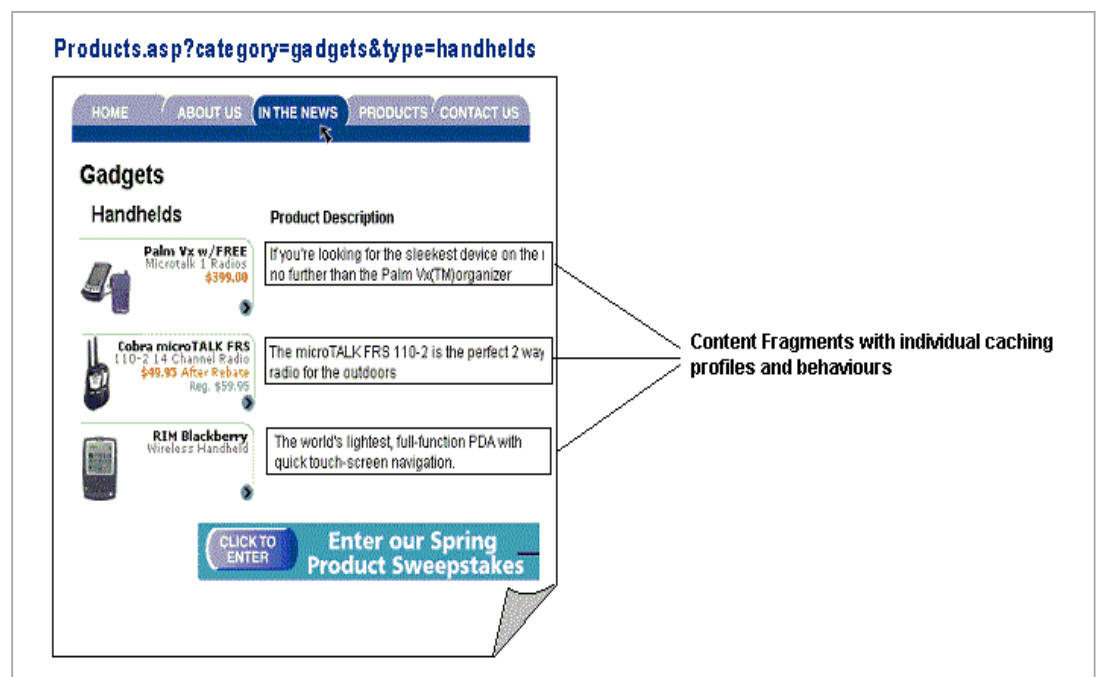 Products.asp?category=gadgets&type=handhelds
HOME ABOUT US IN THE NEWS PRODUCTS CONTACT US
Gadgets
Handhelds Product Description
Palm Vx w/FREE
Microtalk 1 Radios
$399.00
If you're looking for the sleekest device on the
no further than the Palm Vx(TM)organizer
Cobra microTALK FRS
110-2 14 Channel Radio
$49.95 After Rebate
Reg. $59.95
The microTALK FRS 110-2 is the perfect 2 way
radio for the outdoors
RIM Blackberry
Wireless Handheld
The world's lightest, full-function PDA with
quick touch-screen navigation.
CLICK TO
ENTER
Enter our Spring
Product Sweepstakes
Content Fragments with individual caching
profiles and behaviours